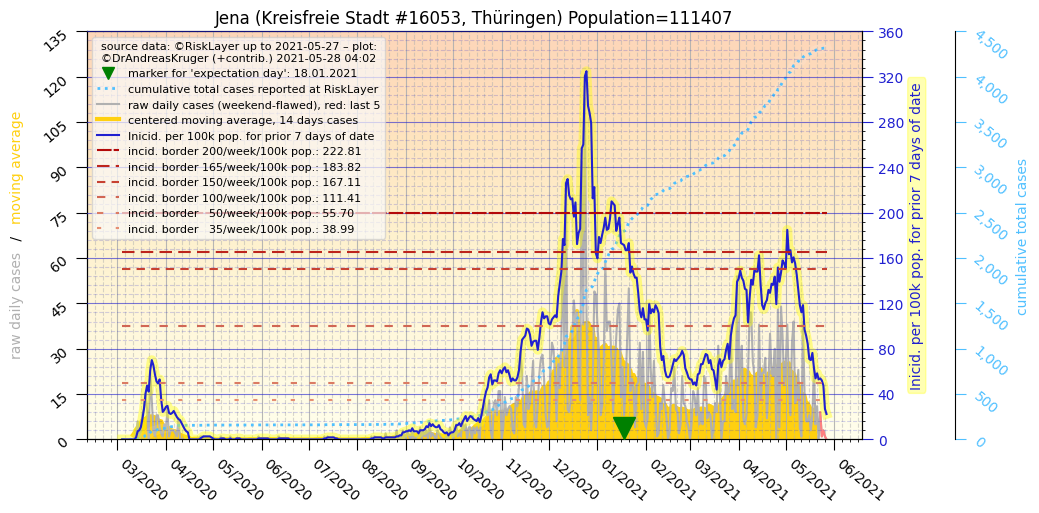 Jena (Kreisfreie Stadt #16053, Thüringen) Population=111407
source data: ©RiskLayer up to 2021-05-27 – plot:
©DrAndreasKruger (+contrib.) 2021-05-28 04:02
marker for 'expectation day': 18.01.2021
cumulative total cases reported at RiskLayer
raw daily cases (weekend-flawed), red: last 5
centered moving average, 14 days cases
Inicid. per 100k pop. for prior 7 days of date
incid. border 200/week/100k pop.: 222.81
incid. border 165/week/100k pop.: 183.82
incid. border 150/week/100k pop.: 167.11
incid. border 100/week/100k pop.: 111.41
incid. border 50/week/100k pop.: 55.70
incid. border 35/week/100k pop.: 38.99
raw daily cases / moving average
135
120
105
90
75
60
45
30
15
0
360
320
280
240
200
160
120
80
40
0
Inicid. per 100k pop. for prior 7 days of date
4,500
4,000
3,500
3,000
2,500
2,000
1,500
1,000
500
0
cumulative total cases
03/2020
04/2020
05/2020
06/2020
07/2020
08/2020
09/2020
10/2020
11/2020
12/2020
01/2021
02/2021
03/2021
04/2021
05/2021
06/2021